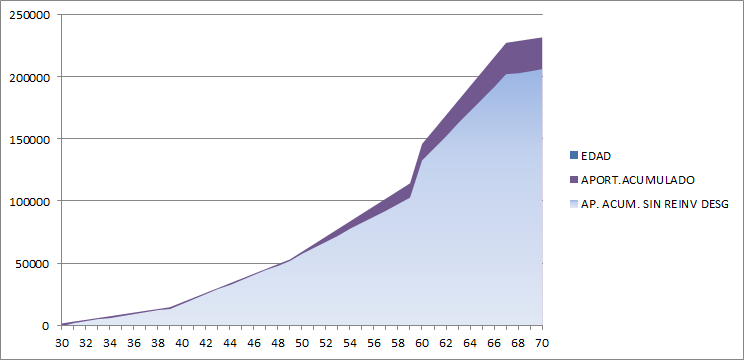 250000
200000
150000
100000
50000
0
30 32 34 36 38 40 42 44 46 48 50 52 54 56 58 60 62 64 66 68 70
EDAD
APORT.ACUMULADO
AP. ACUM. SIN REINV DESG